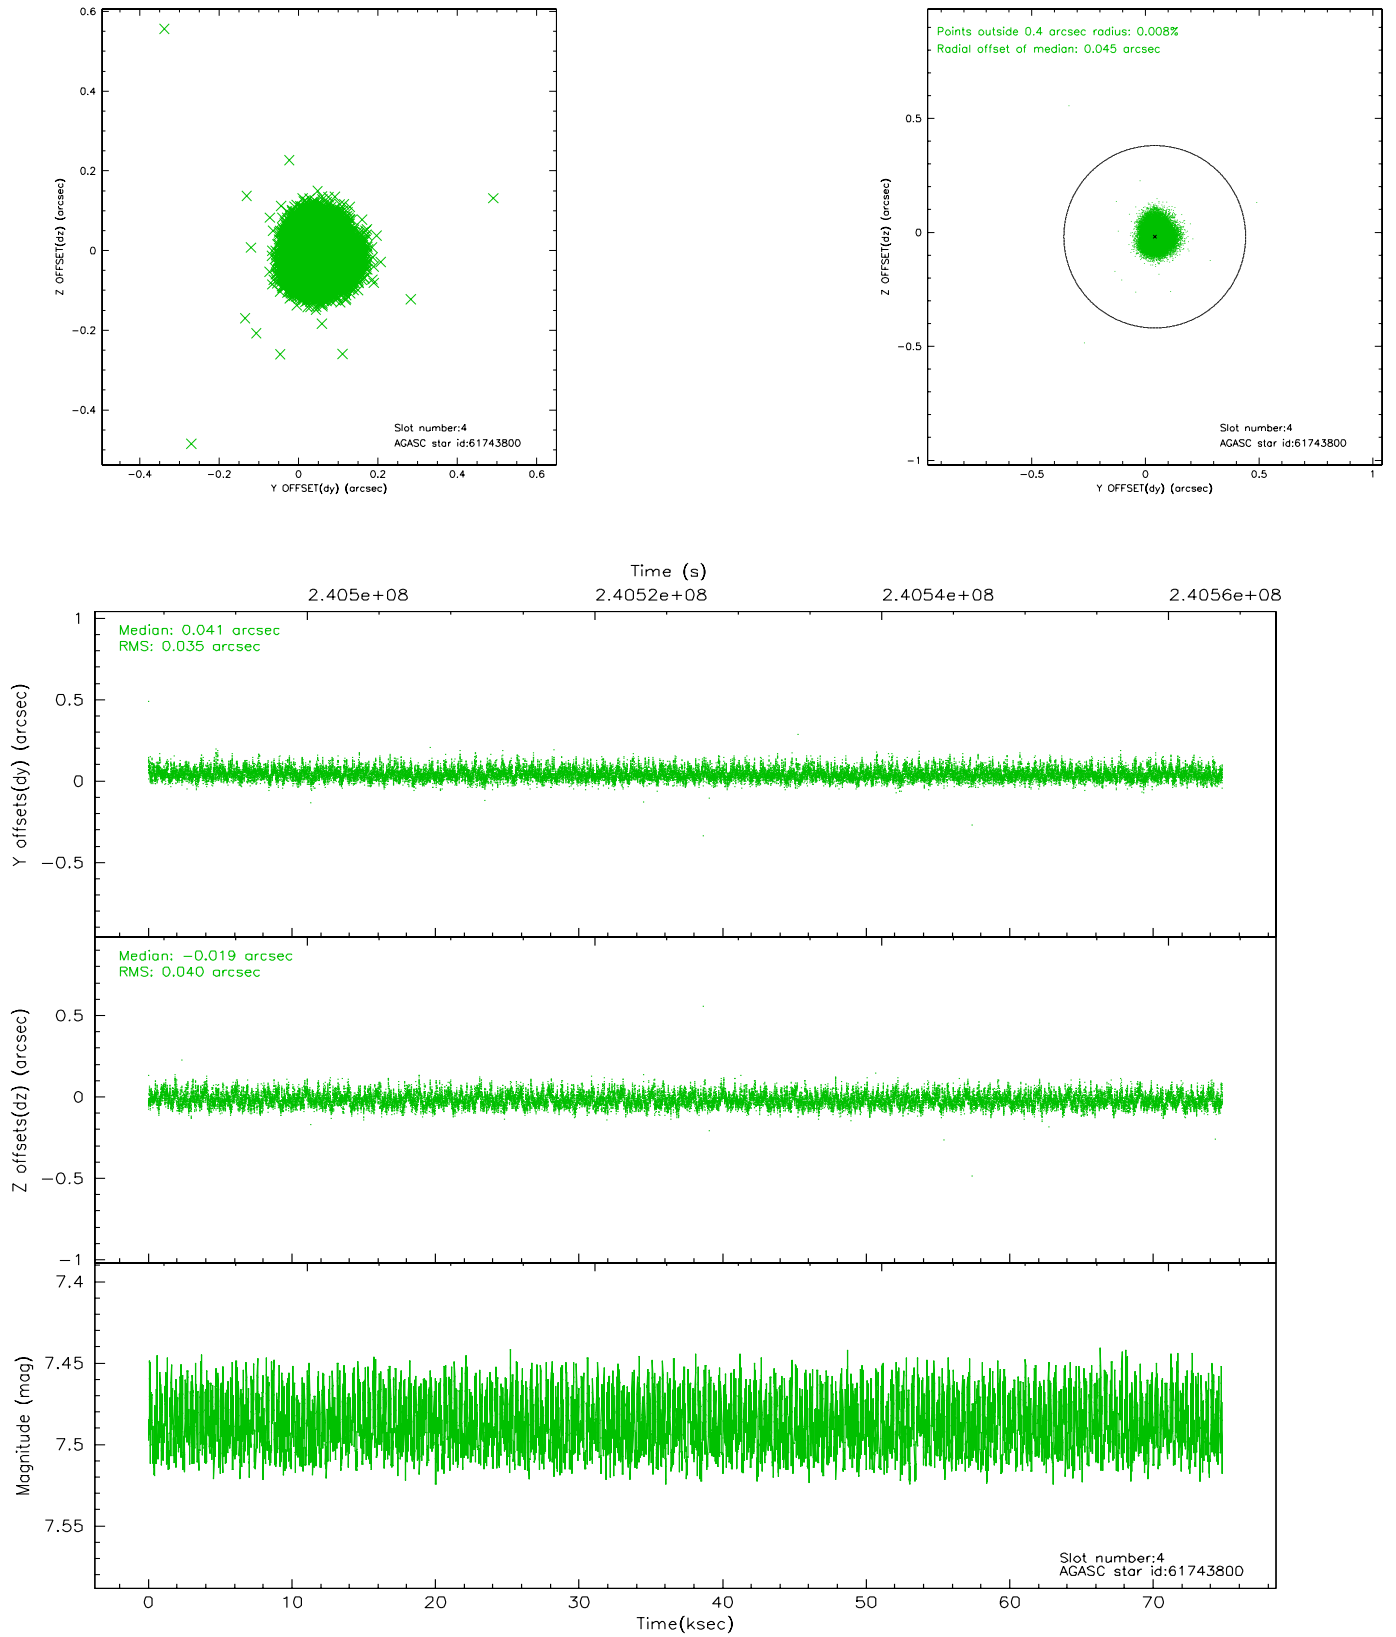 0.6
0.4
0.2
0
−0.2
−0.4
Z OFFSET(dz) (arcsec)
Slot number:4
AGASC star id:61743800
−0.4 −0.2 0 0.2 0.4 0.6
Y OFFSET(dy) (arcsec)
Points outside 0.4 arcsec radius: 0.008%
Radial offset of median: 0.045 arcsec
0.5
0
−0.5
−1
Z OFFSET(dz) (arcsec)
Slot number:4
AGASC star id:61743800
−0.5 0 0.5 1
Y OFFSET(dy) (arcsec)
Time (s)
2.405e+08 2.4052e+08 2.4054e+08 2.4056e+08
Median: 0.041 arcsec
RMS: 0.035 arcsec
1
0.5
0
−0.5
Y offsets(dy) (arcsec)
Median: −0.019 arcsec
RMS: 0.040 arcsec
0.5
0
−0.5
−1
Z offsets(dz) (arcsec)
7.4
7.45
7.5
7.55
Magnitude (mag)
Slot number:4
AGASC star id:61743800
0 10 20 30 40 50 60 70
Time(ksec)